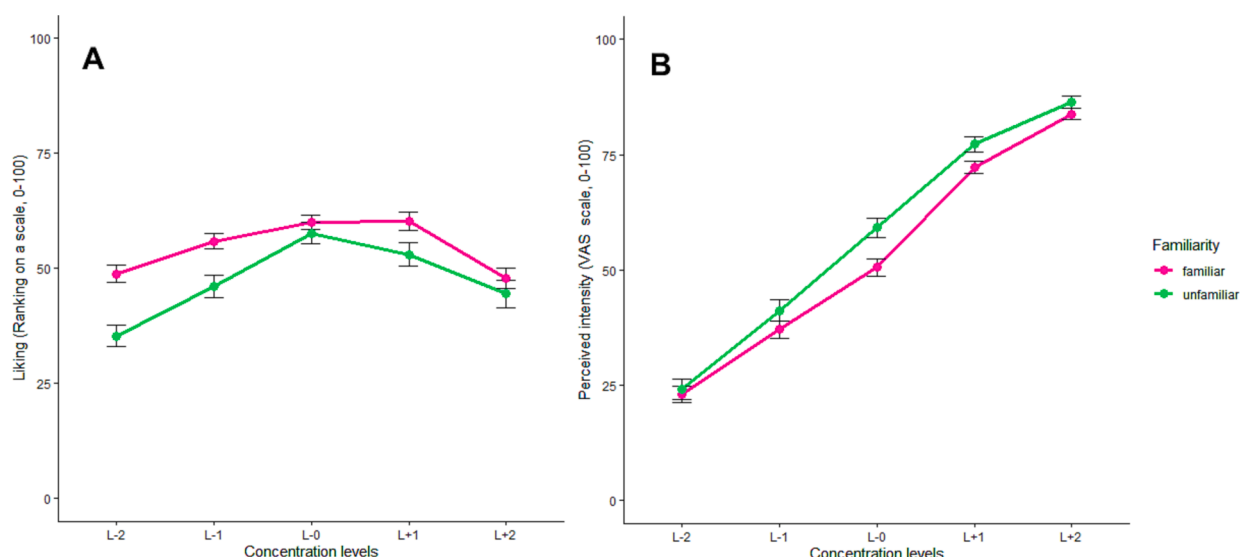 A
Liking (Ranking on a scale, 0-100)
100
75
50
25
0
L-2 L-1 L-0 L+1 L+2
Concentration levels
B
Perceived intensity (VAS scale, 0-100)
100
75
50
25
0
L-2 L-1 L-0 L+1 L+2
Concentration levels
Familiarity
familiar
unfamiliar